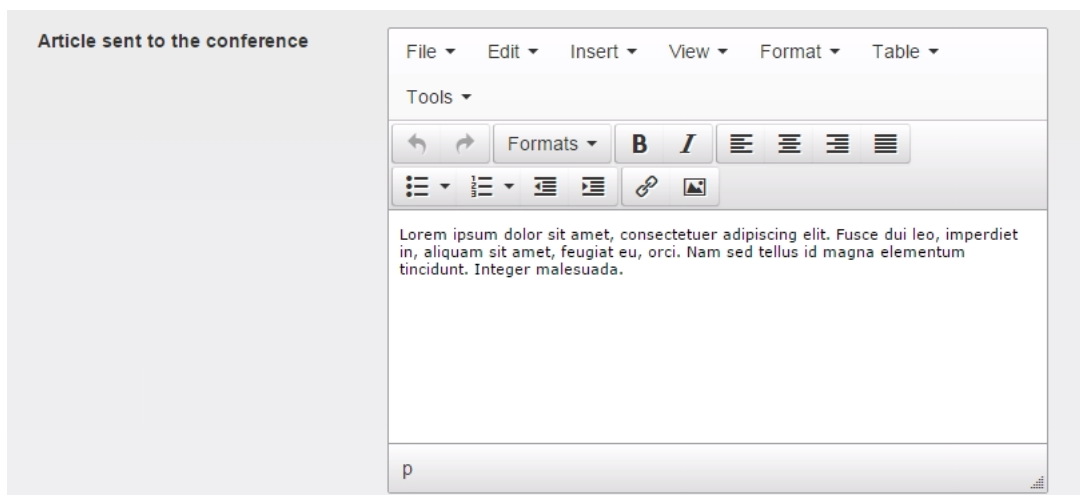 Article sent to the conference
File Edit Insert View Format Table
Tools
Formats B I
Lorem ipsum dolor sit amet, consectetuer adipiscing elit. Fusce dui leo, imperdiet
in, aliquam sit amet, feugiat eu, orci. Nam sed tellus id magna elementum
tincidunt. Integer malesuada.
p